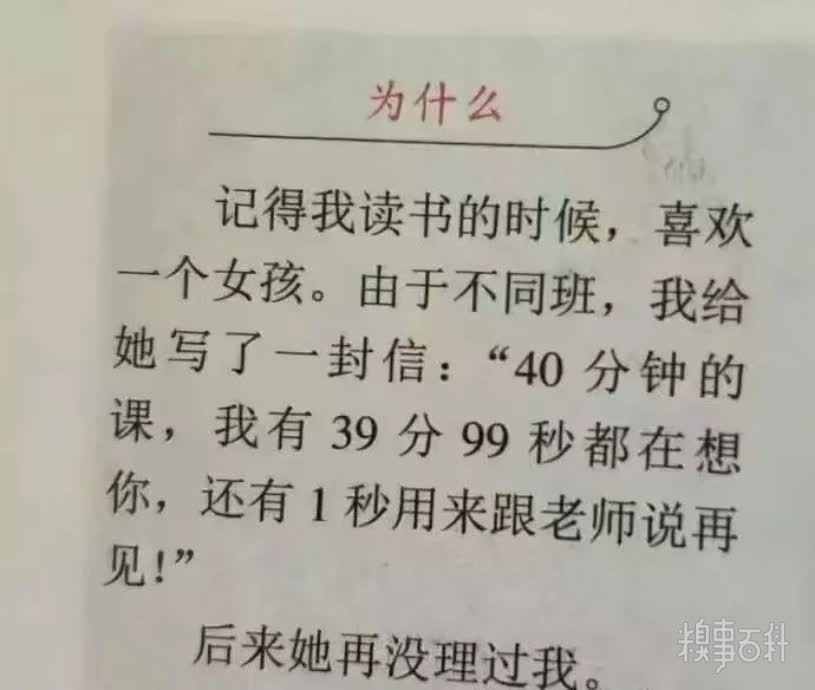 为什么
记得我读书的时候，喜欢
一个女孩。由于不同班，我给
她写了一封信：“40 分钟的
课，我有 39 分 99 秒都在想
你，还有 1 秒用来跟老师说再
见！”
后来她再没理过我。
糗事百科